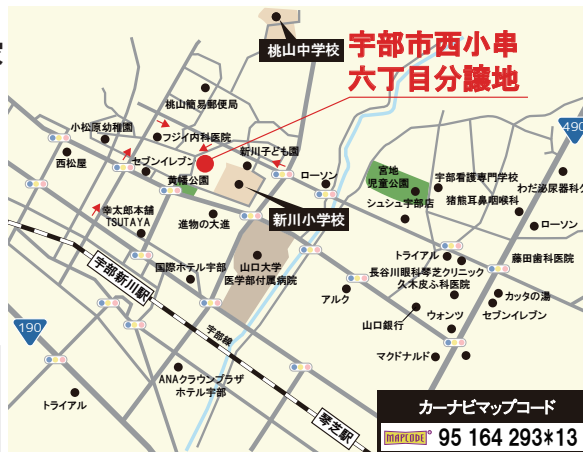 家
桃山中学校
宇部市西小串
六丁目分譲地
桃山簡易郵便局
490
小松原幼稚園
フジイ内科医院
西松屋
セブンイレブン
新川子ども園
黄幡公園
ローソン
宮地
児童公園
宇部看護専門学校
わだ泌尿器科ク
シュシュ宇部店
猪熊耳鼻咽喉科
幸太郎本舗
TSUTAYA
進物の大進
新川小学校
ローソン
宇部新川駅
国際ホテル宇部
山口大学
医学部付属病院
トライアル
藤田歯科医院
長谷川眼科琴芝クリニック
久木皮ふ科医院
アルク
カッタの湯
セブンイレブン
190
宇部線
山口銀行
ウォンツ
マクドナルド
ANAクラウンプラザ
ホテル宇部
トライアル
琴芝駅
カーナビマップコード
MAPCODE 95 164 293*13